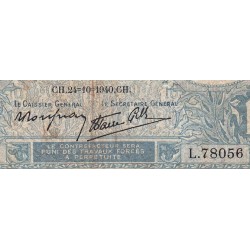 CH.24=10=1940.CH.
LE CAISSIER GENERAL LE SECRÉTAIRE GÉNÉRAL
L.78056
LE CONTREFACTEUR SERA
PUNI DES TRAVAUX FORCÉS
A PERPÉTUITÉ